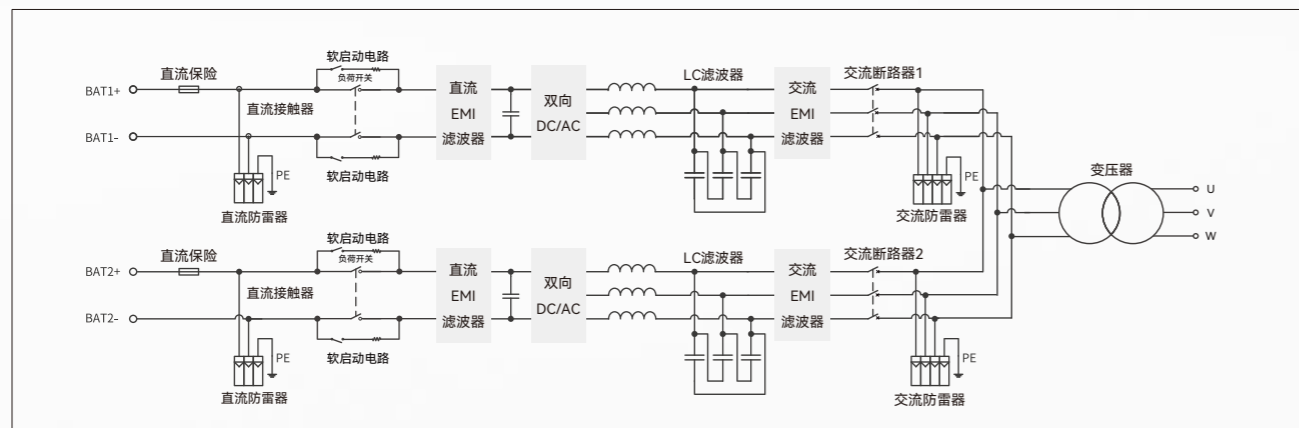 软启动电路
直流保险
负荷开关
BAT1+
直流接触器
BAT1-
软启动电路
PE
直流防雷器
直流
EMI
滤波器
双向
DC/AC
LC滤波器
交流
EMI
滤波器
交流断路器1
PE
交流防雷器
变压器
U
V
W
软启动电路
直流保险
负荷开关
BAT2+
直流接触器
BAT2-
软启动电路
PE
直流防雷器
直流
EMI
滤波器
双向
DC/AC
LC滤波器
交流
EMI
滤波器
交流断路器2
PE
交流防雷器